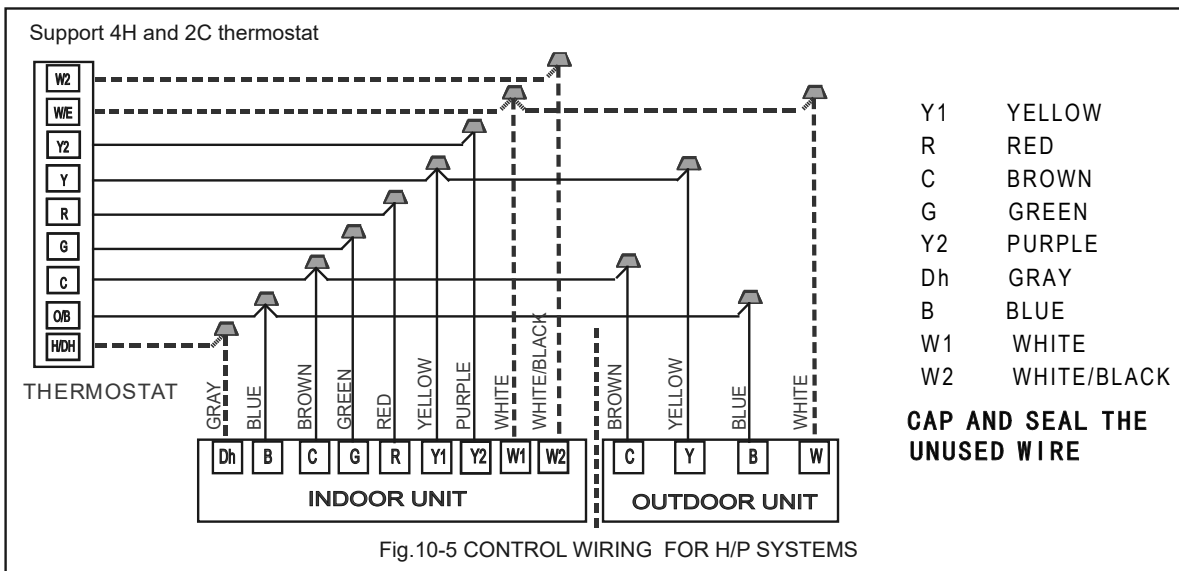 Support 4H and 2C thermostat
W2
W/E
Y2
Y
R
G
C
O/B
H/DH
THERMOSTAT
GRAY
BLUE
BROWN
GREEN
RED
YELLOW
PURPLE
WHITE
WHITE/BLACK
BROWN
YELLOW
BLUE
WHITE
Dh B C G R Y1 Y2 W1 W2
INDOOR UNIT
C Y B W
OUTDOOR UNIT
Y1 YELLOW
R RED
C BROWN
G GREEN
Y2 PURPLE
Dh GRAY
B BLUE
W1 WHITE
W2 WHITE/BLACK
CAP AND SEAL THE
UNUSED WIRE
Fig.10-5 CONTROL WIRING FOR H/P SYSTEMS